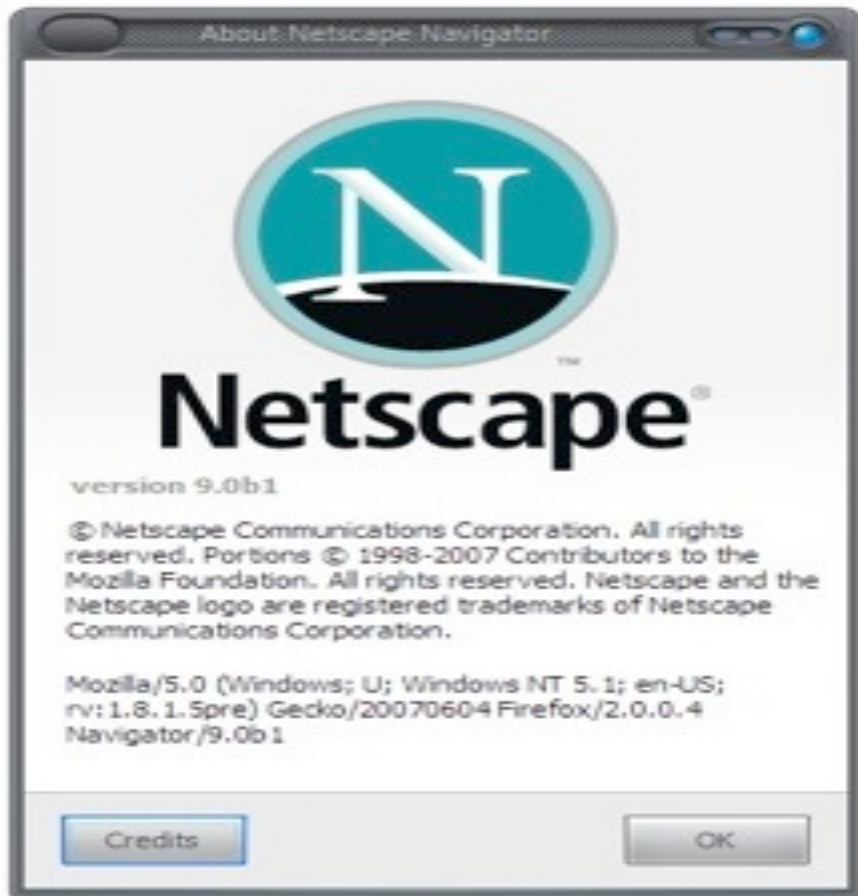 About Netscape Navigator
N
™
Netscape®
version 9.0b1
© Netscape Communications Corporation. All rights
reserved. Portions © 1998-2007 Contributors to the
Mozilla Foundation. All rights reserved. Netscape and the
Netscape logo are registered trademarks of Netscape
Communications Corporation.
Mozilla/5.0 (Windows; U; Windows NT 5.1; en-US;
rv:1.8.1.5pre) Gecko/20070604 Firefox/2.0.0.4
Navigator/9.0b1
Credits
OK